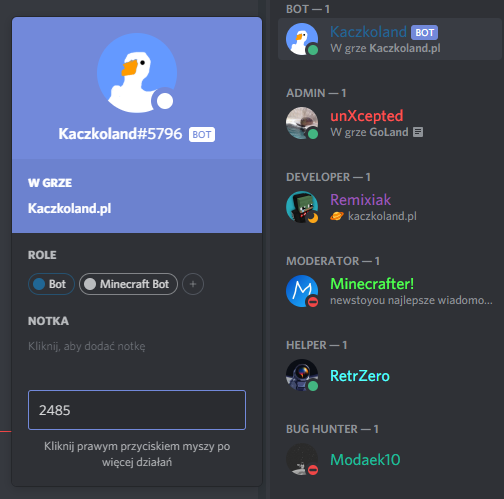 Kaczkoland#5796 BOT
W GRZE
Kaczkoland.pl
ROLE
Bot Minecraft Bot +
NOTKA
Kliknij, aby dodać notkę
2485
Kliknij prawym przyciskiem myszy po
więcej działań
BOT — 1
Kaczkoland BOT
W grze Kaczkoland.pl
ADMIN — 1
unXcepted
W grze GoLand
DEVELOPER — 1
Remixiak
kaczkoland.pl
MODERATOR — 1
Minecrafter!
newstoyou najlepsze wiadomo...
HELPER — 1
RetrZero
BUG HUNTER — 1
Modaek10